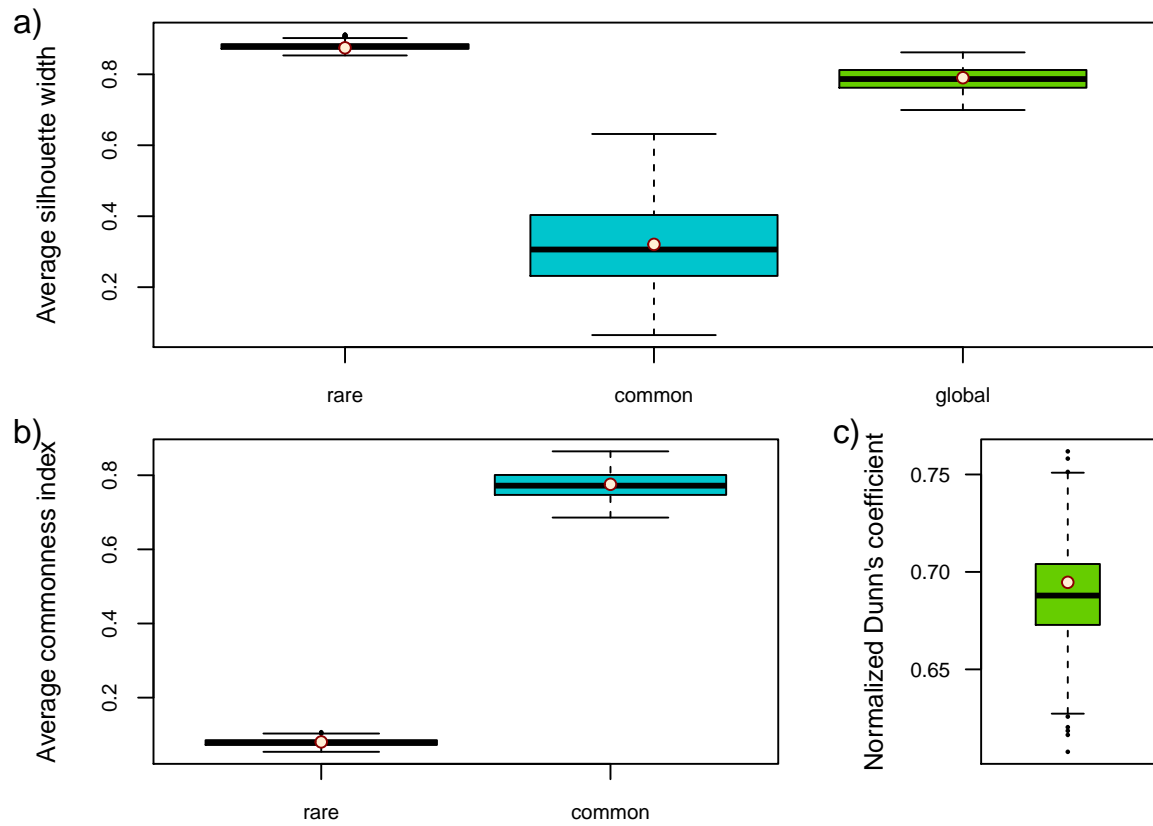 a)
Average silhouette width
0.8
0.6
0.4
0.2
rare common global
b)
Average commonness index
0.8
0.6
0.4
0.2
rare common
c)
Normalized Dunn's coefficient
0.75
0.70
0.65